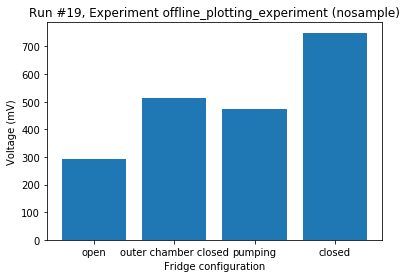 Run #19, Experiment offline_plotting_experiment (nosample)
Voltage (mV)
700
600
500
400
300
200
100
0
open outer chamber closed pumping closed
Fridge configuration